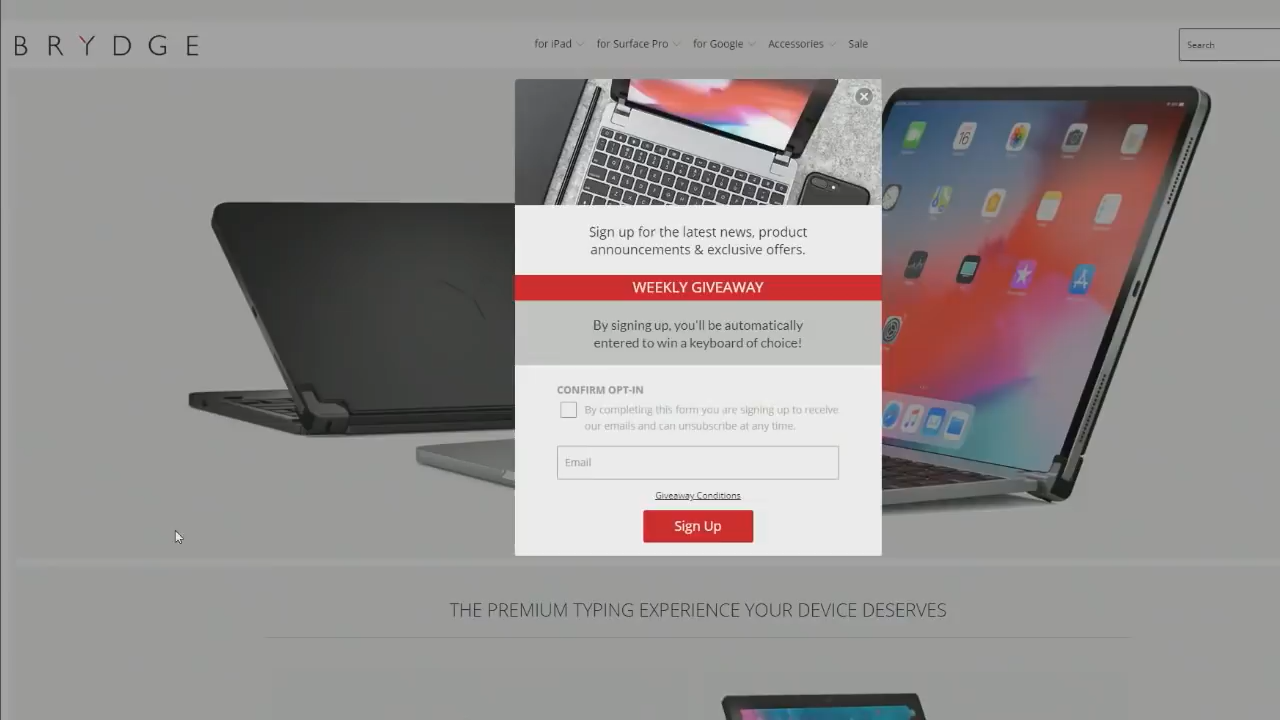 BRYDGE
for iPad
for Surface Pro
for Google
Accessories
Sale
Search
Sign up for the latest news, product
announcements & exclusive offers.
WEEKLY GIVEAWAY
By signing up, you'll be automatically
entered to win a keyboard of choice!
CONFIRM OPT-IN
By completing this form you are signing up to receive
our emails and can unsubscribe at any time.
Email
Giveaway Conditions
Sign Up
THE PREMIUM TYPING EXPERIENCE YOUR DEVICE DESERVES